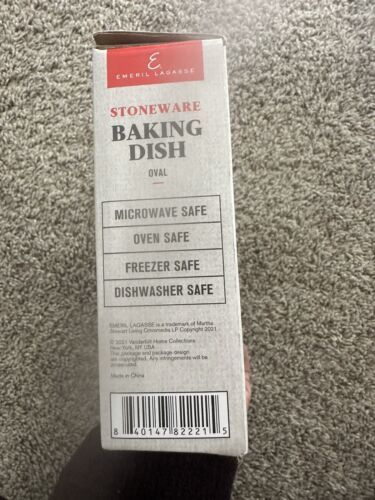 E
EMERIL LAGASSE
STONEWARE
BAKING
DISH
OVAL
MICROWAVE SAFE
OVEN SAFE
FREEZER SAFE
DISHWASHER SAFE
EMERIL LAGASSE is a trademark of Martha
Stewart Living Omnimedia LP Copyright 2021.
© 2021 Vanderbilt Home Collections
New York, NY, USA
This package and package design
are copyrighted. Any infringements will be
prosecuted.
Made in China
8 40147 82221 5